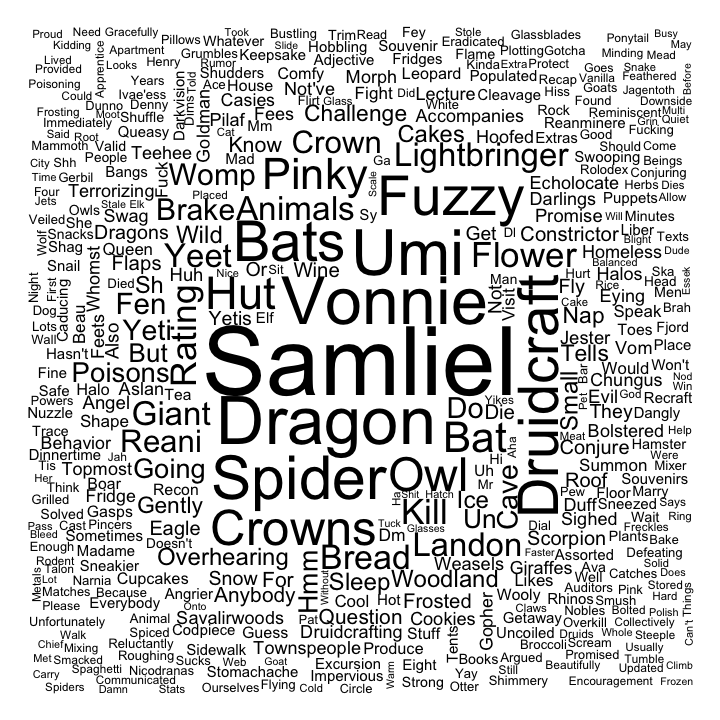 Proud Need Gracefully Took Bustling Trim Read Fey Stole Glassblades Ponytail Busy
Kidding Apartment Pillows Whatever Slide Hobbling Souvenir Eradicated Plotting Gotcha Minding Mead May
Lived Apprentice Looks Henry Grumbles Keepsake Adjective Fridges Flame Kinda Extra Protect Goes Snake
Provided Rumor Shudders Comfy Morph Leopard Populated Recap Vanilla Feathered Before
Poisoning Years Darkvision Told Ace House Not've Fight Did Lecture Cleavage Hiss Goats Jagentoth
Could Ivae'ess Dims Goldman Casies Flirt Glass White Found Downside
Frosting Dunno Denny Pilaf Fees Challenge Accompanies Rock Reminiscent Multi
Immediately Moot Shuffle Mm Reanmimere Grin Quiet
Said Root Queasy Cat Know Crown Cakes Hoofed Extras Good Fucking
Mammoth Valid Teehee Mad Ga Lightbringer Swooping Should Come
City Shh People Bangs Fuck Womp Pinky Scale Fuzzy Echolocate Rolodex Beings Conjuring
Time Gerbil Terrorizing Placed Darlings Herbs Dies
Four Jets Stale Elk Brake Animals Sy Promise Puppets Allow
Veiled She Owls Swag Will Minutes
Snacks Dragons Wild Bats Umi Get Dl Constrictor Liber Blight Texts
Wolf Shag Queen Yeet Flower Homeless Dude
Snail Whomst Flaps Huh Nice Or Sit Wine Balanced Hurt Halos Ska
Night First Caducing Died Sh Hut Vonnie Not Man Visit Fly Rice Eying Head Men Essek
Dog Beau Fen Rating Cake Nap Speak Brah
Lots Feets Also Yeti Yetis Elf Druidcraft Jester Toes Fjord
Wall Hasn't But Samliel Tells Vom Place
Fine Poisons Small Pet Bar Would Won't
Safe Halo Aslan Tea Chungus Nod Win
Powers Angel Giant Dragon Do Yikes Die Evil God Recraft
Nuzzle Shape They Dangly
Trace Behavior Reani Bat Aha Meat Bolstered Help
Dinnertime Jah Hi Conjure Hamster
Tis Topmost Going Spider Owl Uh Cave Summon Were Mixer
Her Think Boar Recon Mr Roof Souvenirs
Grilled Fridge Gently Ha Shit Hatch Ice Pew Floor Marry
Solved Gasps Kill Un Duff Sneezed Says
Pass Cast Pincers Eagle Crowns Tuck Glasses Dial Sighed Wait Ring
Bleed Sometimes Doesn't Dm Landon Scorpion Freckles Plants
Enough Madame Overhearing Hmm Bread Faster Assorted Bake Defeating
Rodent Sneakier Weasels Giraffes Ava Solid
Metals Talon Narnia Cupcakes Snow For Without Sleep Woodland Likes Well Catches Does
Lot Matches Because Angrier Anybody Auditors Pink Stored
Please Everybody Onto Cool Hot Frosted Gopher Wooly Rhinos Smush Hard Can't Things
Unfortunately Animal Savalirwoods Pat Question Cookies Claws Getaway Nobles Bolted Polish
Walk Spiced Codpiece Guess Druidcrafting Stuff Tents Uncoiled Overkill Collectively
Chief Mixing Reluctantly Sidewalk Townspeople Produce Druids Whole Steeple
Met Smacked Roughing Sucks Web Goat Excursion Eight Books Argued Broccoli Scream Usually
Carry Spaghetti Nicodranas Stomachache Impervious Warm Yay Still Beautifully Promised Tumble Updated Climb
Spiders Communicated Damn Stats Ourselves Flying Cold Circle Strong Otter Shimmery Encouragement Frozen